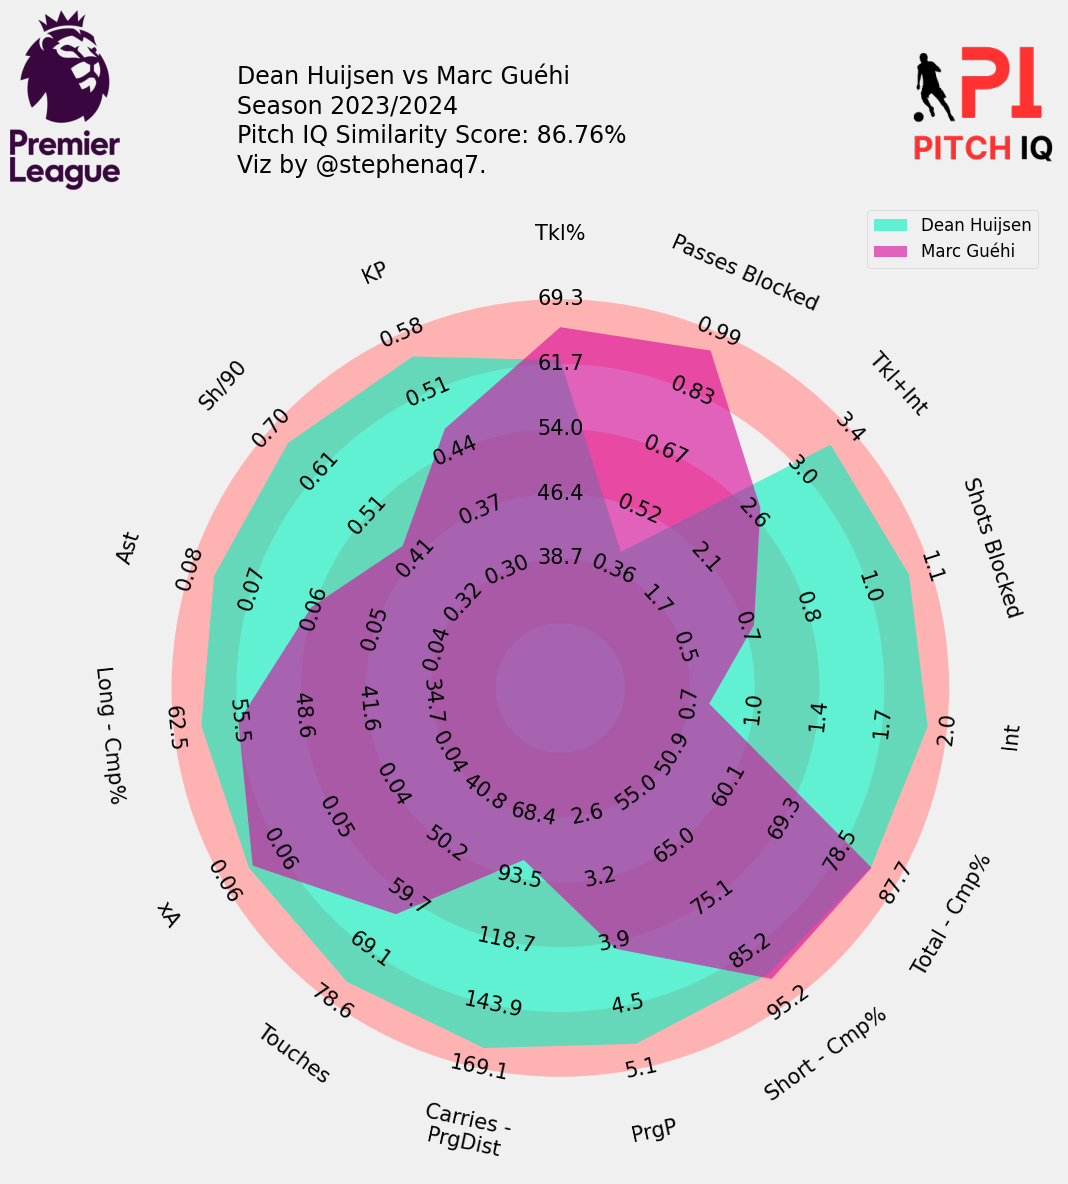 Premier
League
Dean Huijsen vs Marc Guéhi
Season 2023/2024
Pitch IQ Similarity Score: 86.76%
Viz by @stephenaq7.
PI
PITCH IQ
Dean Huijsen
Marc Guéhi
Tkl%
69.3
61.7
54.0
46.4
38.7
Passes Blocked
0.99
0.83
0.67
0.52
0.36
Tkl+Int
3.4
3.0
2.6
2.1
1.7
Shots Blocked
1.1
1.0
0.8
0.7
0.5
Int
2.0
1.7
1.4
1.0
0.7
Total - Cmp%
87.7
78.5
69.3
60.1
50.9
Short - Cmp%
95.2
85.2
75.1
65.0
55.0
PrgP
5.1
4.5
3.9
3.2
2.6
Carries -
PrgDist
169.1
143.9
118.7
93.5
68.4
Touches
78.6
69.1
59.7
50.2
40.8
xA
0.06
0.06
0.05
0.04
0.04
Long - Cmp%
62.5
55.5
48.6
41.6
34.7
Ast
0.08
0.07
0.06
0.05
0.04
Sh/90
0.70
0.61
0.51
0.41
0.32
KP
0.58
0.51
0.44
0.37
0.30